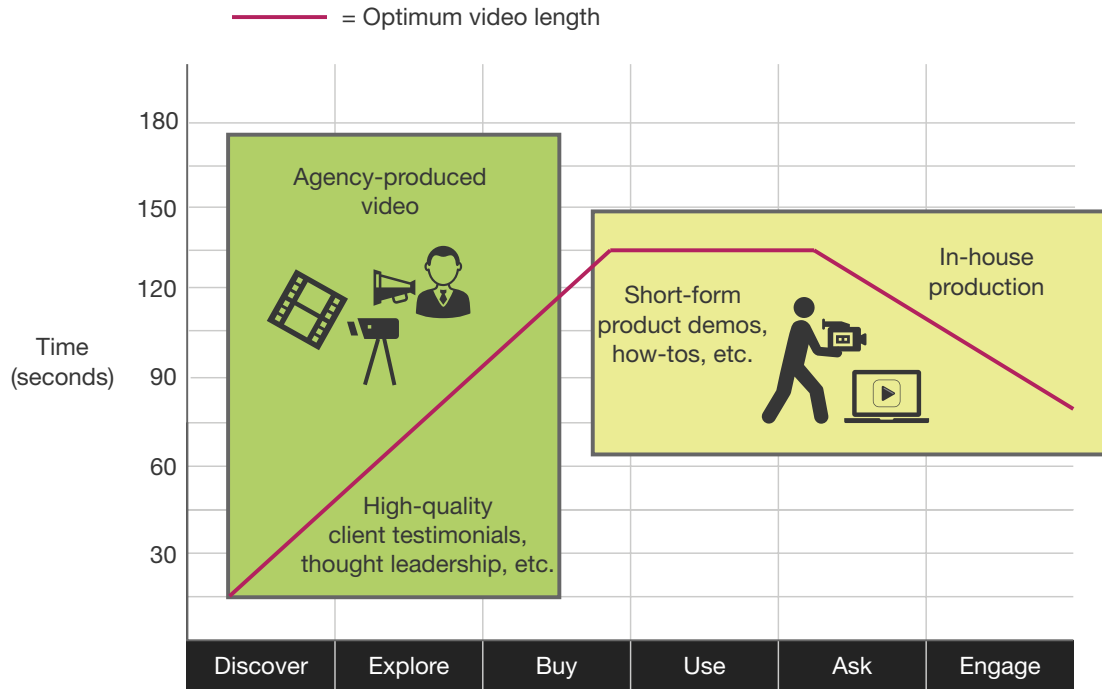 = Optimum video length
180
150
120
90
60
30
Time
(seconds)
Agency-produced
video
High-quality
client testimonials,
thought leadership, etc.
Short-form
product demos,
how-tos, etc.
In-house
production
Discover
Explore
Buy
Use
Ask
Engage